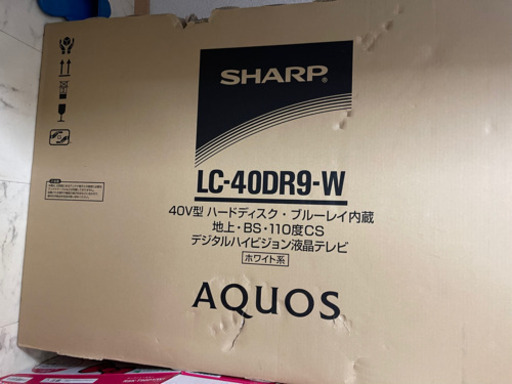 SHARP®
LC-40DR9-W
40V型 ハードディスク・ブルーレイ内蔵
地上・BS・110度CS
デジタルハイビジョン液晶テレビ
ホワイト系
AQUOS